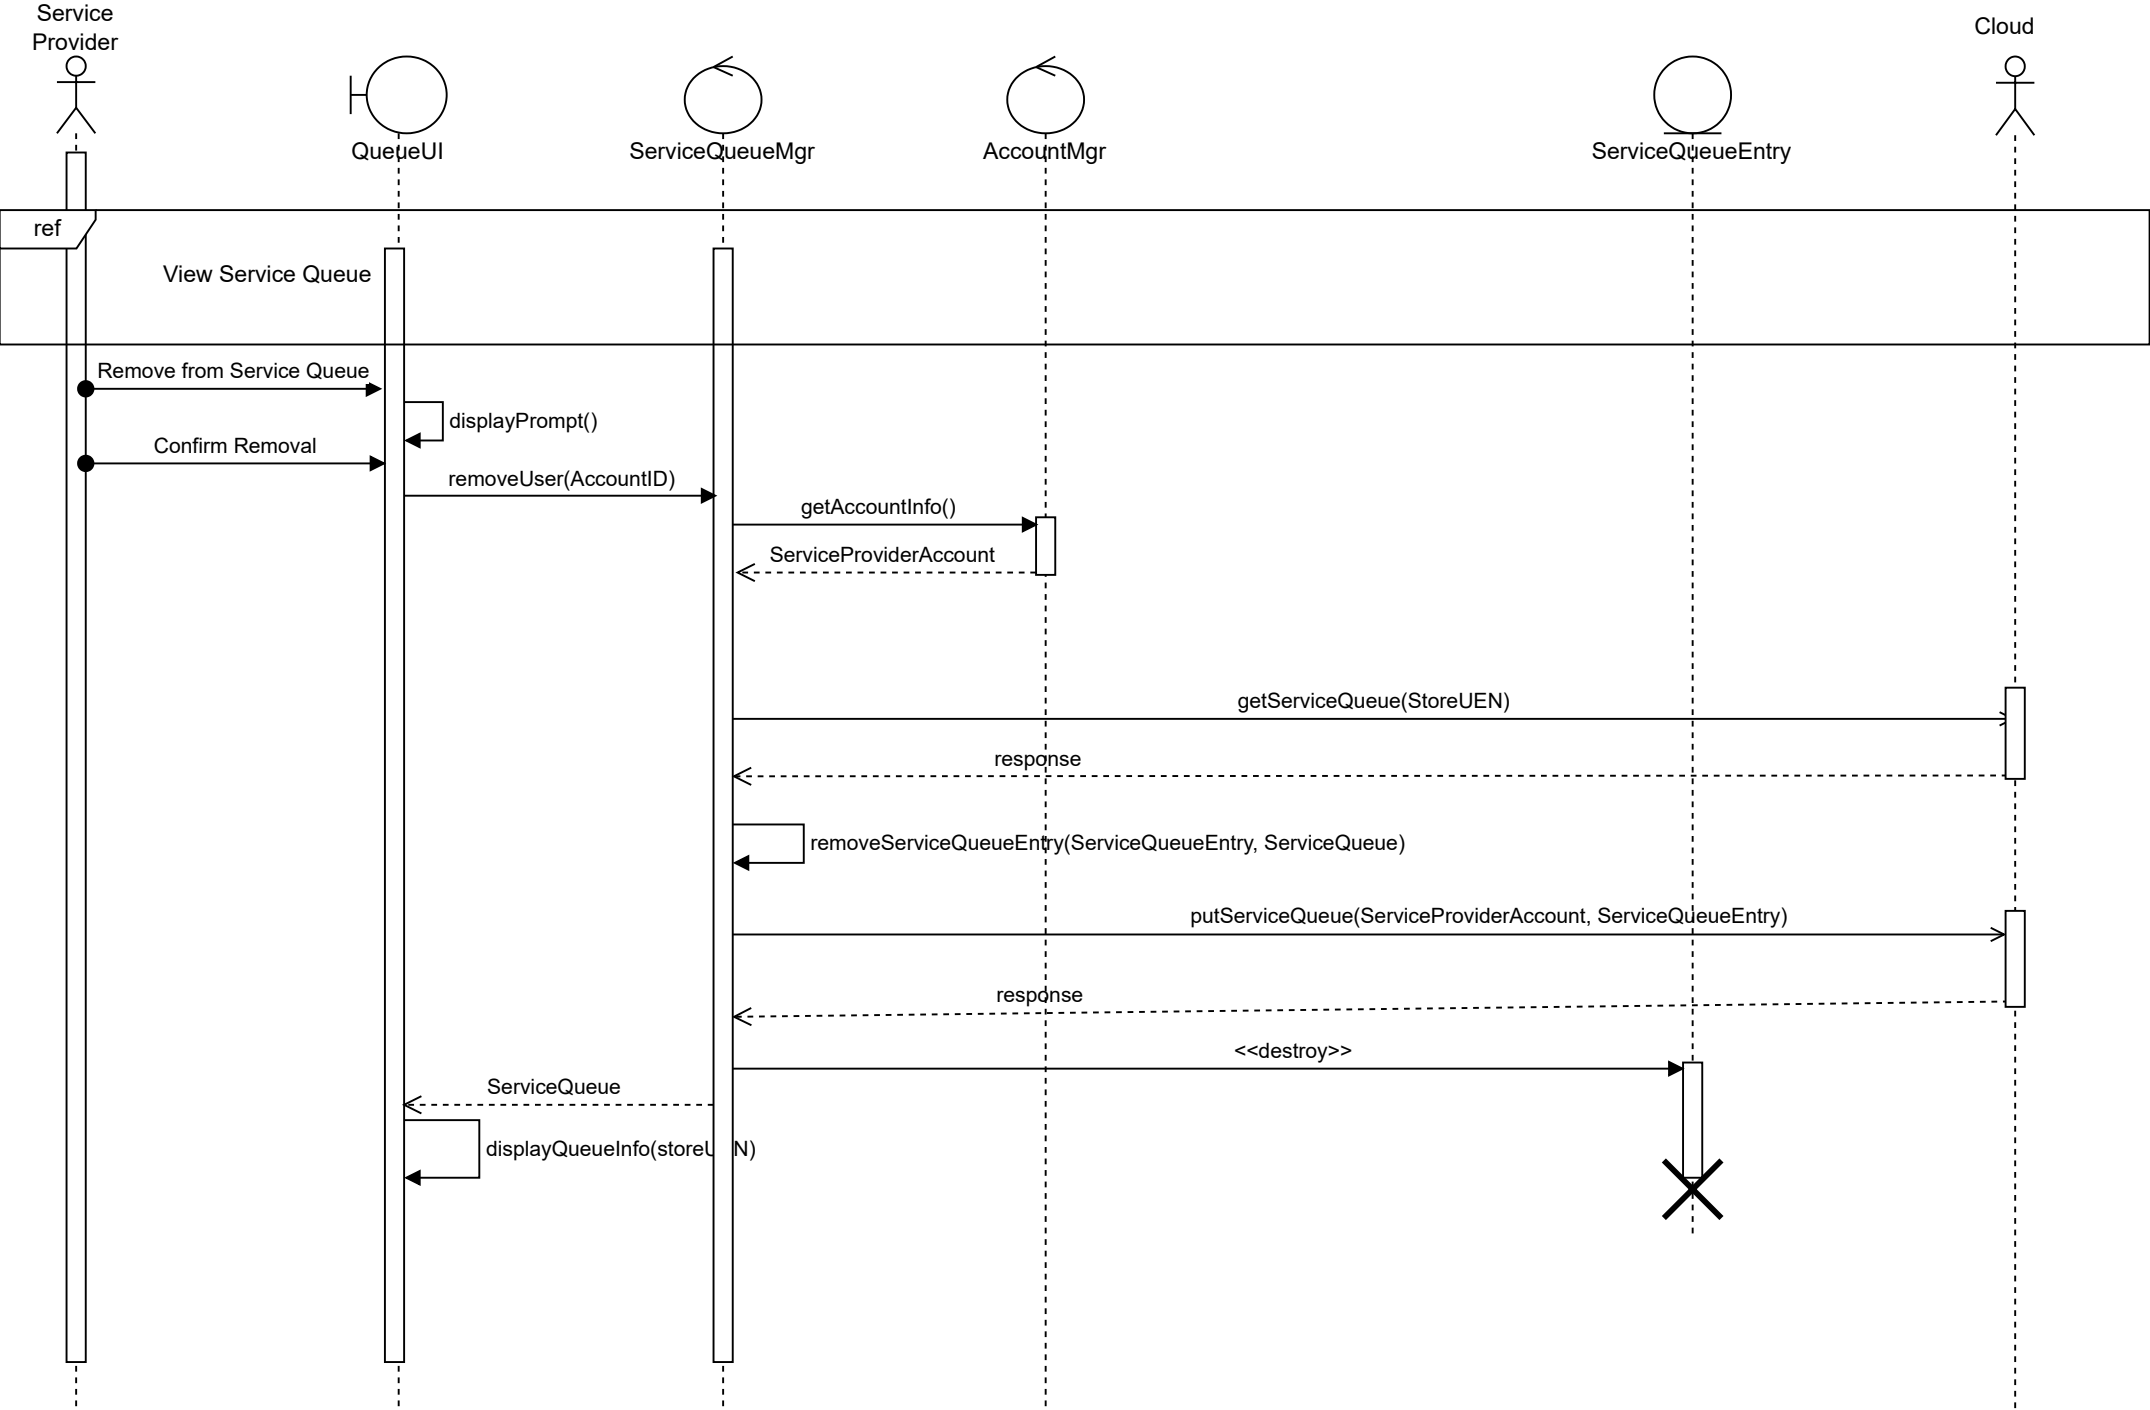 Service
Provider
Cloud
QueueUI
ServiceQueueMgr
AccountMgr
ServiceQueueEntry
ref
View Service Queue
Remove from Service Queue
displayPrompt()
Confirm Removal
removeUser(AccountID)
getAccountInfo()
ServiceProviderAccount
getServiceQueue(StoreUEN)
response
removeServiceQueueEntry(ServiceQueueEntry, ServiceQueue)
putServiceQueue(ServiceProviderAccount, ServiceQueueEntry)
response
<<destroy>>
ServiceQueue
displayQueueInfo(storeUEN)